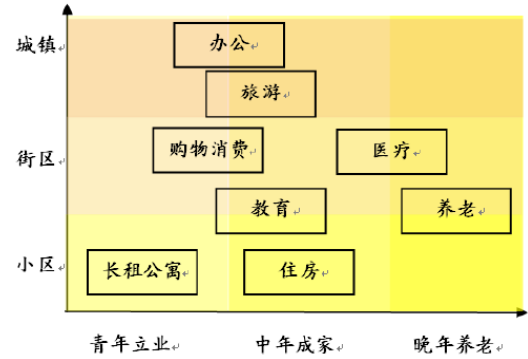 城镇
办公
旅游
街区
购物消费
医疗
教育
养老
小区
长租公寓
住房
青年立业
中年成家
晚年养老